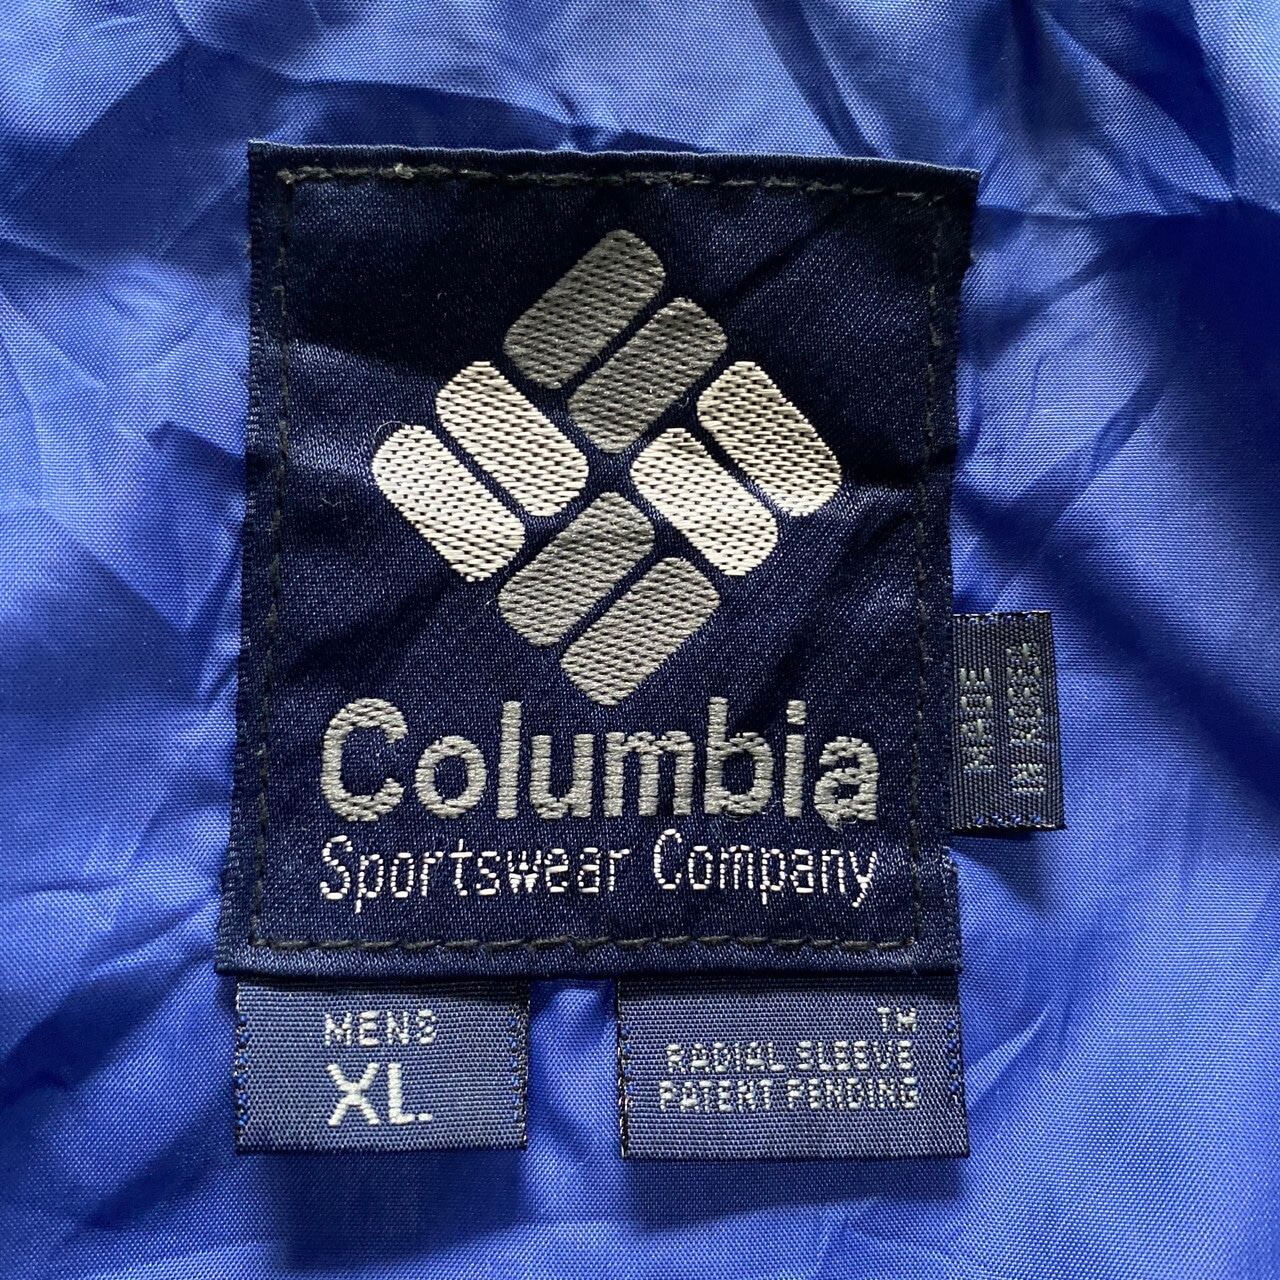 Columbia
Sportswear Company
MADE
IN KOREA
MENS
XL
TM
RADIAL SLEEVE
PATENT PENDING